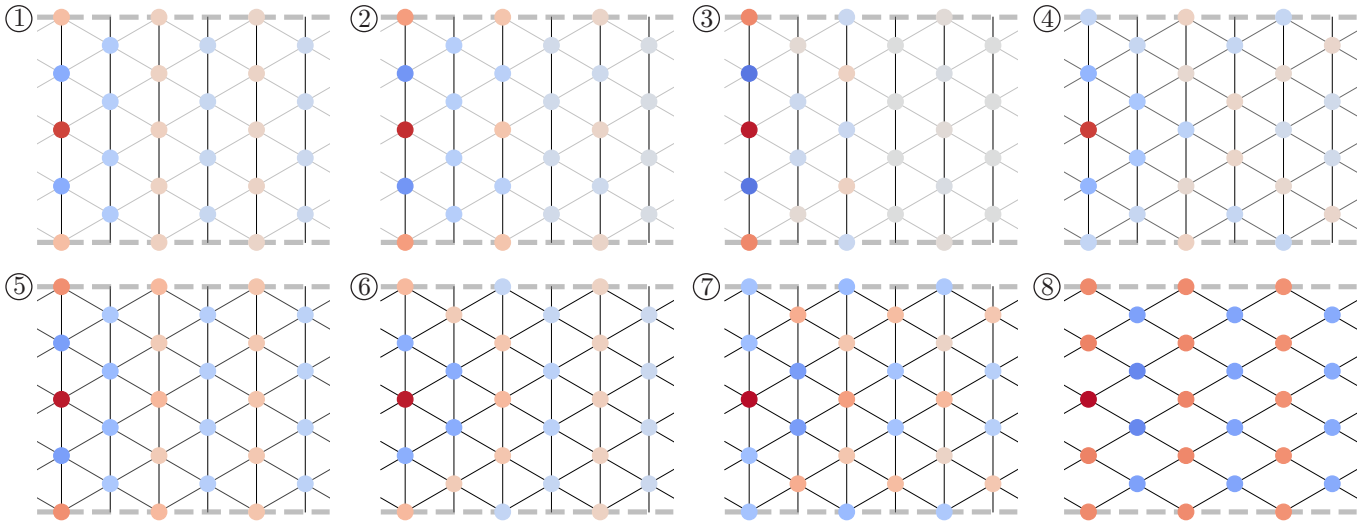 ① ② ③ ④
⑤ ⑥ ⑦ ⑧